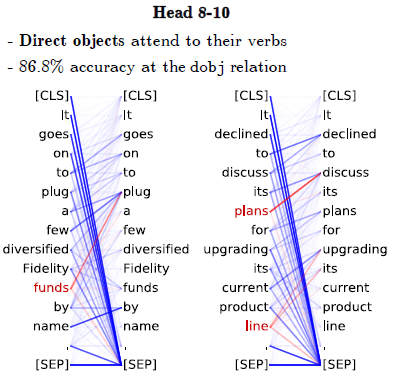 Head 8-10
- Direct objects attend to their verbs
- 86.8% accuracy at the dobj relation
[CLS] [CLS] [CLS] [CLS]
It It It It
goes goes declined declined
on on to to
to to discuss discuss
plug plug its its
a a plans plans
few few for for
diversified diversified upgrading upgrading
Fidelity Fidelity its its
funds funds current current
by by product product
name name line line
, , . .
[SEP] [SEP] [SEP] [SEP]